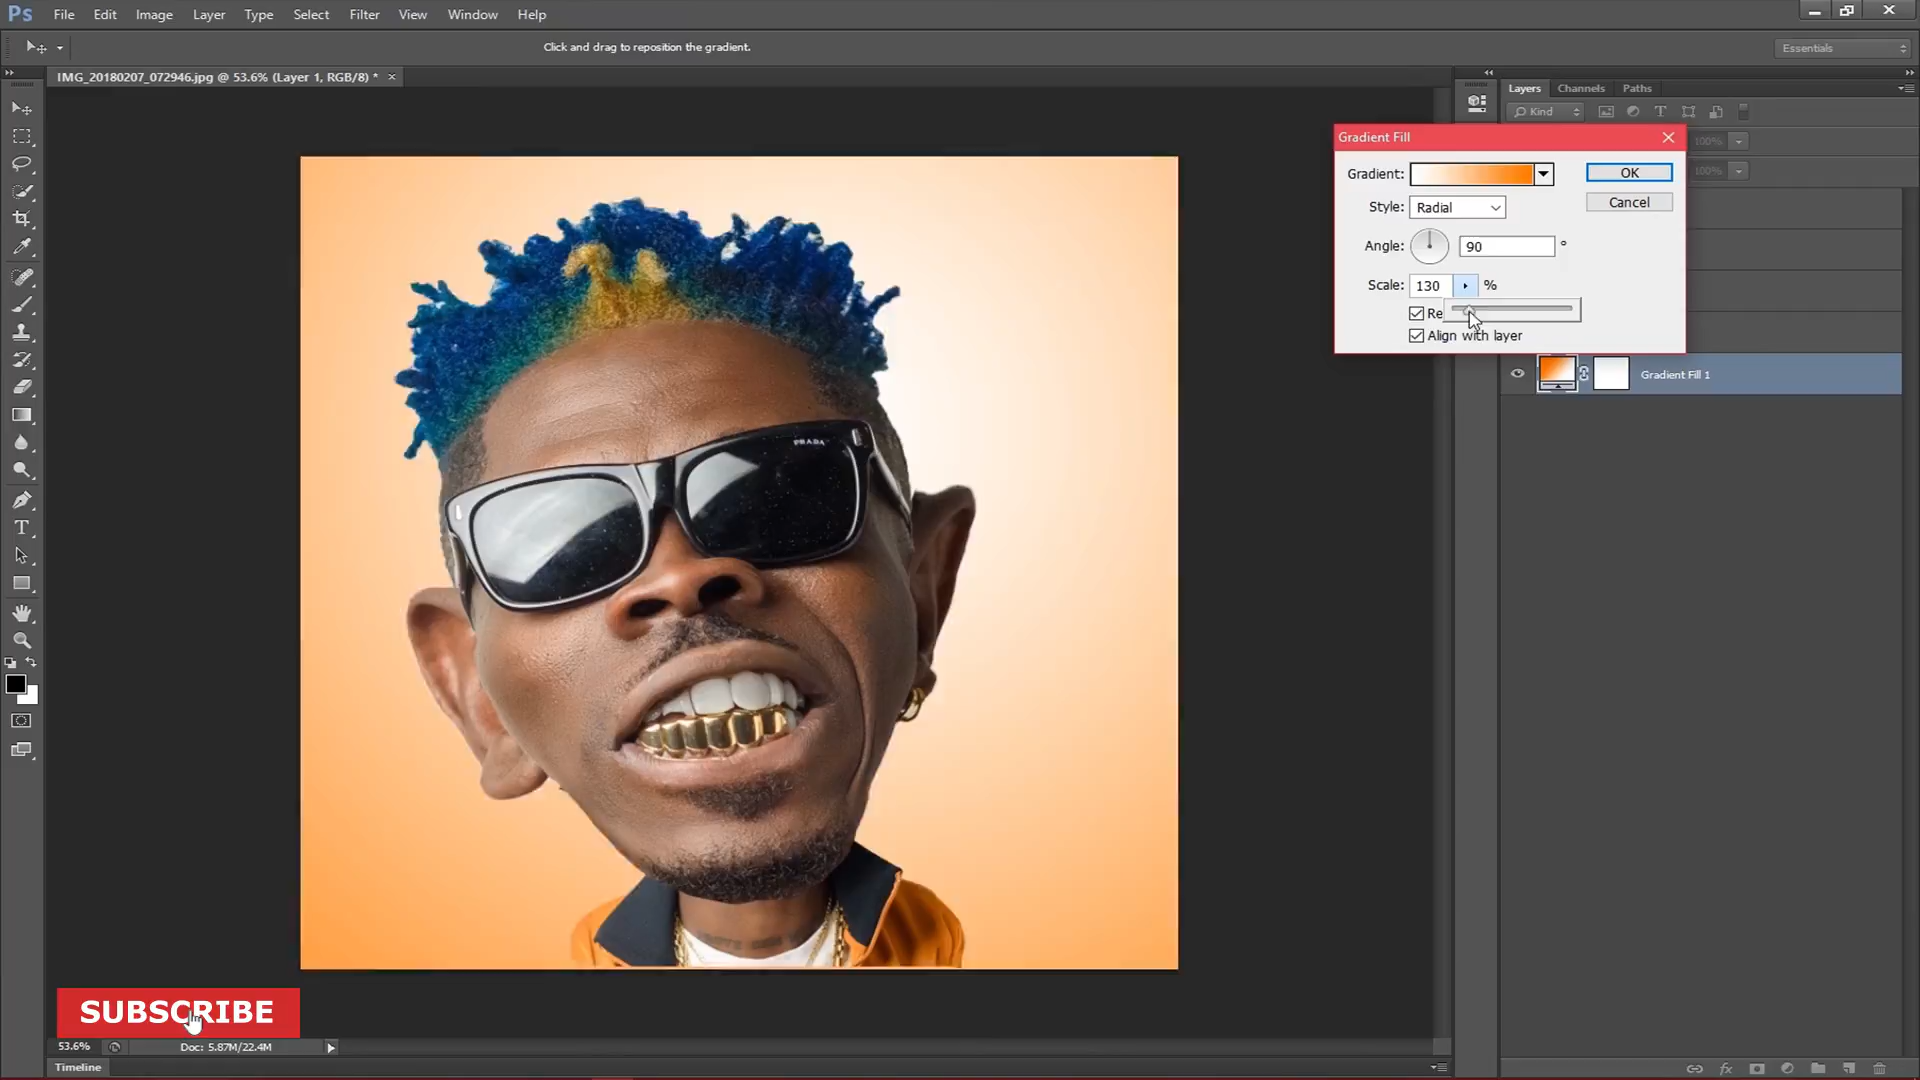 Ps File Edit Image Layer Type Select Filter View Window Help
Click and drag to reposition the gradient.
Essentials
IMG_20180207_072946.jpg @ 53.6% (Layer 1, RGB/8) *
Layers Channels Paths
Kind
Gradient Fill
100%
Gradient: OK
100%
Style: Radial Cancel
Angle: 90 °
Scale: 130 %
Re
Align with layer
Gradient Fill 1
PRADA
SUBSCRIBE
53.6% Doc: 5.87M/22.4M
Timeline